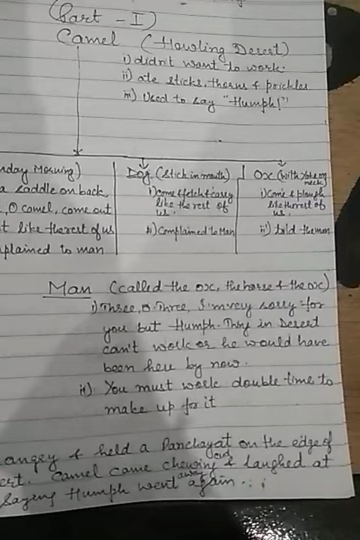 (Part - I)
Camel (Howling Desert)
i) didn't want to work.
ii) ate sticks, thorns & prickles
iii) Used to say "Humph!"
nday Morning)
a saddle on back,
, O camel, come out
t like the rest of us
plained to man
Dog (stick in mouth)
i) come & fetch & carry
like the rest of
us.
ii) Complained to Man
Ox (with yoke on
neck)
i) come & plough
like the rest of
us.
ii) told the man
Man (called the ox, the horse & the ox)
i) Three, O Three, I'm very sorry for
you but Humph-Thing in Desert
can't work or he would have
been here by now.
ii) You must work double time to
make up for it
angry & held a Panchayat on the edge of
ert. Camel came chewing cud & laughed at
Saying Humph went away again.